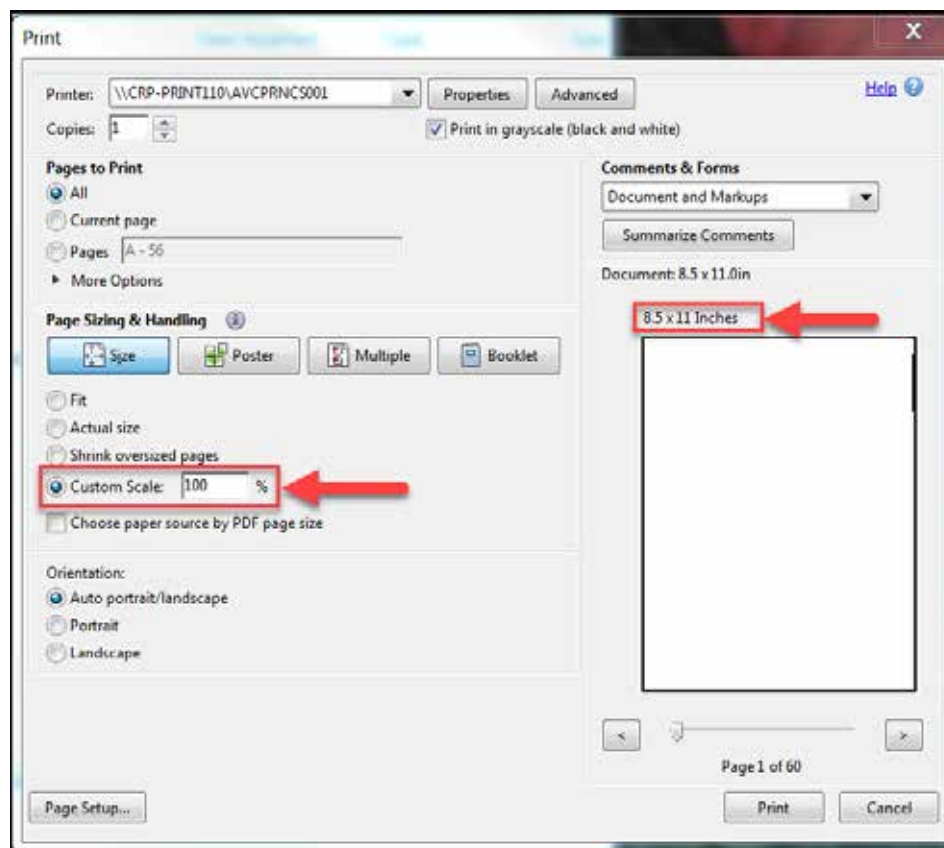 Print
X
Printer: \\CRP-PRINT110\AVCPRNCS001 Properties Advanced Help ?
Copies: 1 Print in grayscale (black and white)
Pages to Print
All
Current page
Pages A - 56
More Options
Page Sizing & Handling i
Size Poster Multiple Booklet
Fit
Actual size
Shrink oversized pages
Custom Scale: 100 %
Choose paper source by PDF page size
Orientation:
Auto portrait/landscape
Portrait
Landscape
Comments & Forms
Document and Markups
Summarize Comments
Document: 8.5 x 11.0in
8.5 x 11 Inches
< >
Page 1 of 60
Page Setup... Print Cancel